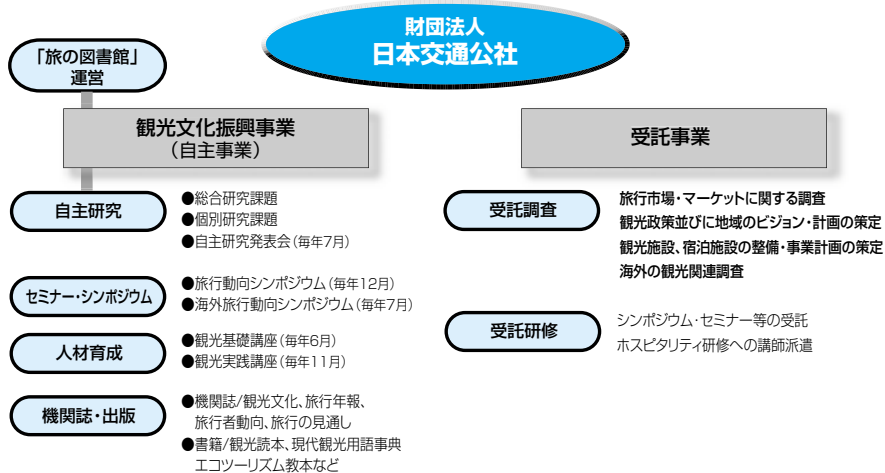 財団法人
日本交通公社
「旅の図書館」
運営
観光文化振興事業
（自主事業）
自主研究
●総合研究課題
●個別研究課題
●自主研究発表会（毎年7月）
セミナー・シンポジウム
●旅行動向シンポジウム（毎年12月）
●海外旅行動向シンポジウム（毎年7月）
人材育成
●観光基礎講座（毎年6月）
●観光実践講座（毎年11月）
機関誌・出版
●機関誌/観光文化、旅行年報、
旅行者動向、旅行の見通し
●書籍/観光読本、現代観光用語事典
エコツーリズム教本など
受託事業
受託調査
旅行市場・マーケットに関する調査
観光政策並びに地域のビジョン・計画の策定
観光施設、宿泊施設の整備・事業計画の策定
海外の観光関連調査
受託研修
シンポジウム・セミナー等の受託
ホスピタリティ研修への講師派遣